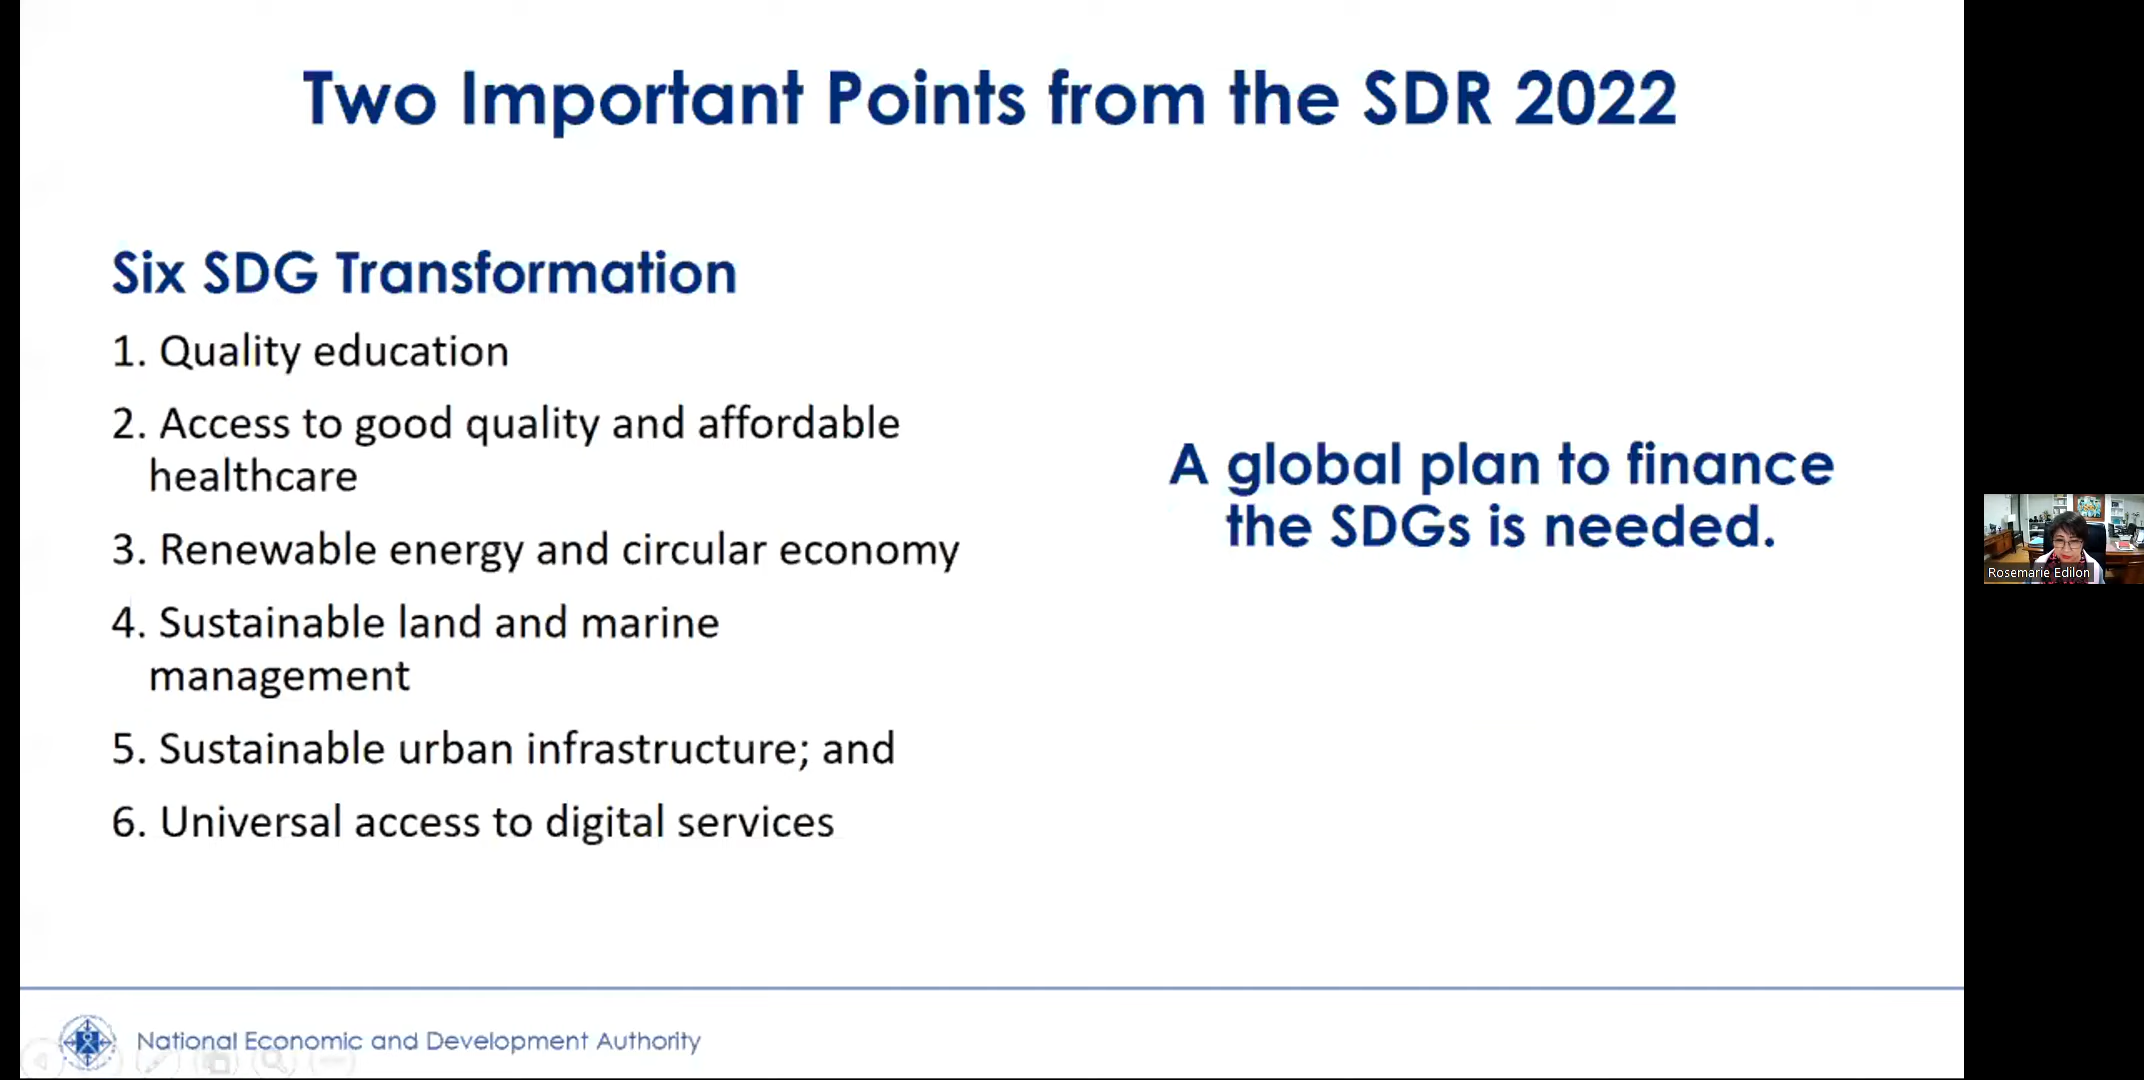 Two Important Points from the SDR 2022
Six SDG Transformation
1. Quality education
2. Access to good quality and affordable
healthcare
3. Renewable energy and circular economy
4. Sustainable land and marine
management
5. Sustainable urban infrastructure; and
6. Universal access to digital services
A global plan to finance
the SDGs is needed.
Rosemarie Edilon
National Economic and Development Authority